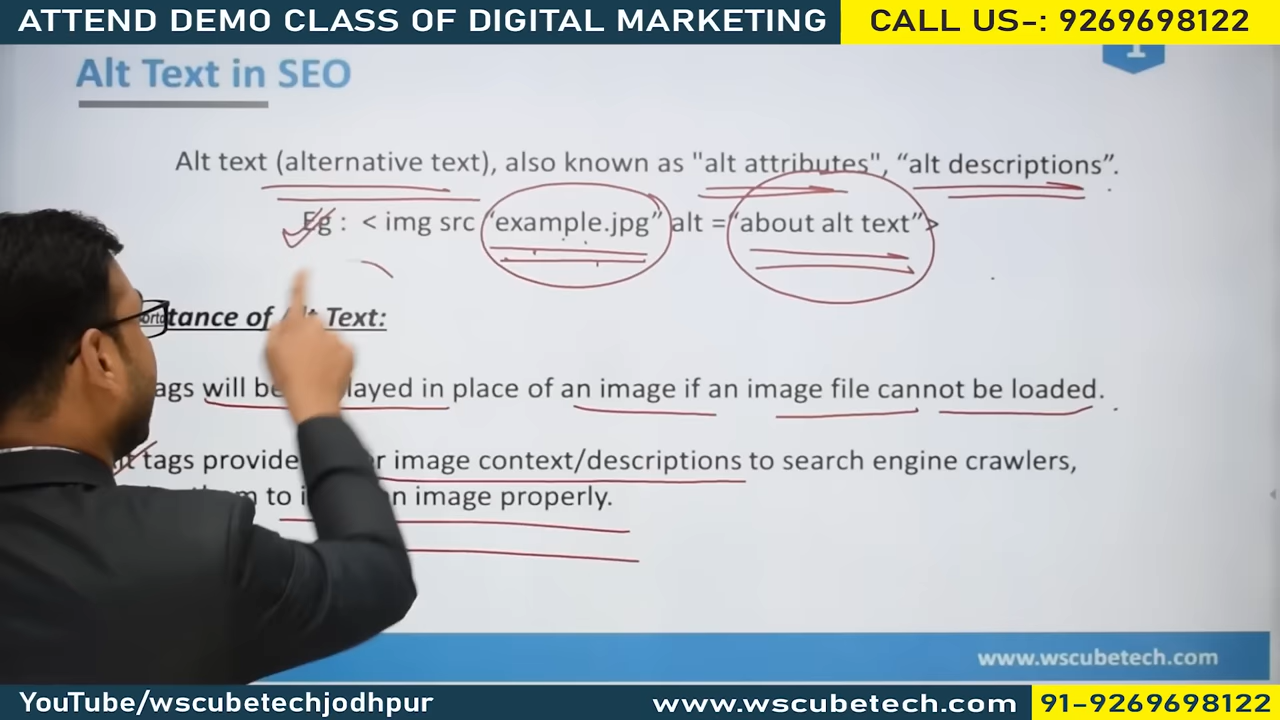 ATTEND DEMO CLASS OF DIGITAL MARKETING
CALL US-: 9269698122
1
Alt Text in SEO
Alt text (alternative text), also known as "alt attributes", “alt descriptions”.
Eg : < img src “example.jpg” alt =“about alt text”>
tance of Alt Text:
ags will be layed in place of an image if an image file cannot be loaded.
tags provide r image context/descriptions to search engine crawlers,
to n image properly.
www.wscubetech.com
YouTube/wscubetechjodhpur
www.wscubetech.com
91-9269698122